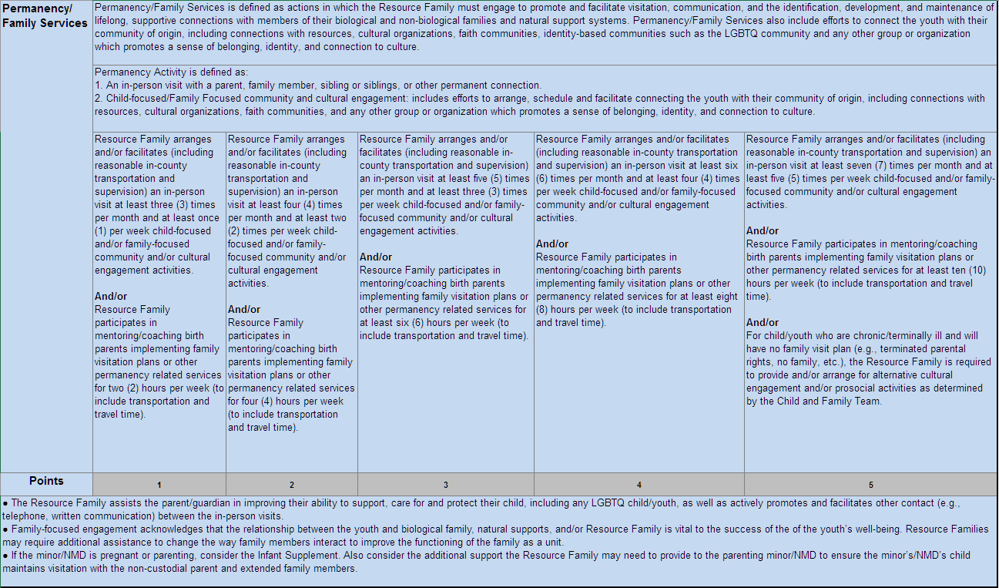 Permanency/
Family Services
Permanency/Family Services is defined as actions in which the Resource Family must engage to promote and facilitate visitation, communication, and the identification, development, and maintenance of
lifelong, supportive connections with members of their biological and non-biological families and natural support systems. Permanency/Family Services also include efforts to connect the youth with their
community of origin, including connections with resources, cultural organizations, faith communities, identity-based communities such as the LGBTQ community and any other group or organization
which promotes a sense of belonging, identity, and connection to culture.
Permanency Activity is defined as:
1. An in-person visit with a parent, family member, sibling or siblings, or other permanent connection.
2. Child-focused/Family Focused community and cultural engagement: includes efforts to arrange, schedule and facilitate connecting the youth with their community of origin, including connections with
resources, cultural organizations, faith communities, and any other group or organization which promotes a sense of belonging, identity, and connection to culture.
Resource Family arranges
and/or facilitates (including
reasonable in-county
transportation and
supervision) an in-person
visit at least three (3) times
per month and at least once
(1) per week child-focused
and/or family-focused
community and/or cultural
engagement activities.
And/or
Resource Family
participates in
mentoring/coaching birth
parents implementing family
visitation plans or other
permanency related services
for two (2) hours per week (to
include transportation and
travel time).
Resource Family arranges
and/or facilitates (including
reasonable in-county
transportation and
supervision) an in-person
visit at least four (4) times
per month and at least two
(2) times per week child-
focused and/or family-
focused community and/or
cultural engagement
activities.
And/or
Resource Family
participates in
mentoring/coaching birth
parents implementing family
visitation plans or other
permanency related services
for four (4) hours per week
(to include transportation
and travel time).
Resource Family arranges and/or
facilitates (including reasonable in-
county transportation and supervision)
an in-person visit at least five (5) times
per month and at least three (3) times
per week child-focused and/or family-
focused community and/or cultural
engagement activities.
And/or
Resource Family participates in
mentoring/coaching birth parents
implementing family visitation plans or
other permanency related services for
at least six (6) hours per week (to
include transportation and travel time).
Resource Family arranges and/or facilitates
(including reasonable in-county transportation
and supervision) an in-person visit at least six
(6) times per month and at least four (4) times
per week child-focused and/or family-focused
community and/or cultural engagement
activities.
And/or
Resource Family participates in
mentoring/coaching birth parents
implementing family visitation plans or other
permanency related services for at least eight
(8) hours per week (to include transportation
and travel time).
Resource Family arranges and/or facilitates (including
reasonable in-county transportation and supervision) an
in-person visit at least seven (7) times per month and at
least five (5) times per week child-focused and/or family-
focused community and/or cultural engagement
activities.
And/or
Resource Family participates in mentoring/coaching
birth parents implementing family visitation plans or
other permanency related services for at least ten (10)
hours per week (to include transportation and travel
time).
And/or
For child/youth who are chronic/terminally ill and will
have no family visit plan (e.g., terminated parental
rights, no family, etc.), the Resource Family is required
to provide and/or arrange for alternative cultural
engagement and/or prosocial activities as determined
by the Child and Family Team.
Points
1
2
3
4
5
● The Resource Family assists the parent/guardian in improving their ability to support, care for and protect their child, including any LGBTQ child/youth, as well as actively promotes and facilitates other contact (e.g.,
telephone, written communication) between the in-person visits.
● Family-focused engagement acknowledges that the relationship between the youth and biological family, natural supports, and/or Resource Family is vital to the success of the of the youth's well-being. Resource Families
may require additional assistance to change the way family members interact to improve the functioning of the family as a unit.
● If the minor/NMD is pregnant or parenting, consider the Infant Supplement. Also consider the additional support the Resource Family may need to provide to the parenting minor/NMD to ensure the minor's/NMD's child
maintains visitation with the non-custodial parent and extended family members.